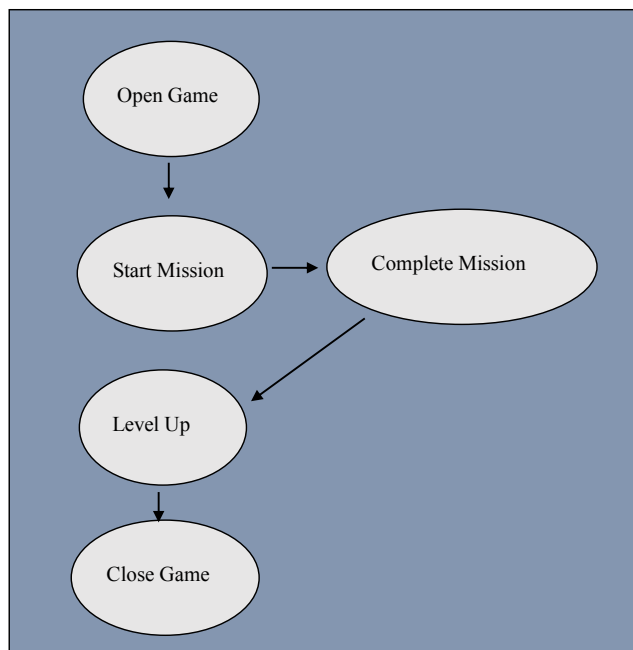 Open Game
Start Mission
Complete Mission
Level Up
Close Game